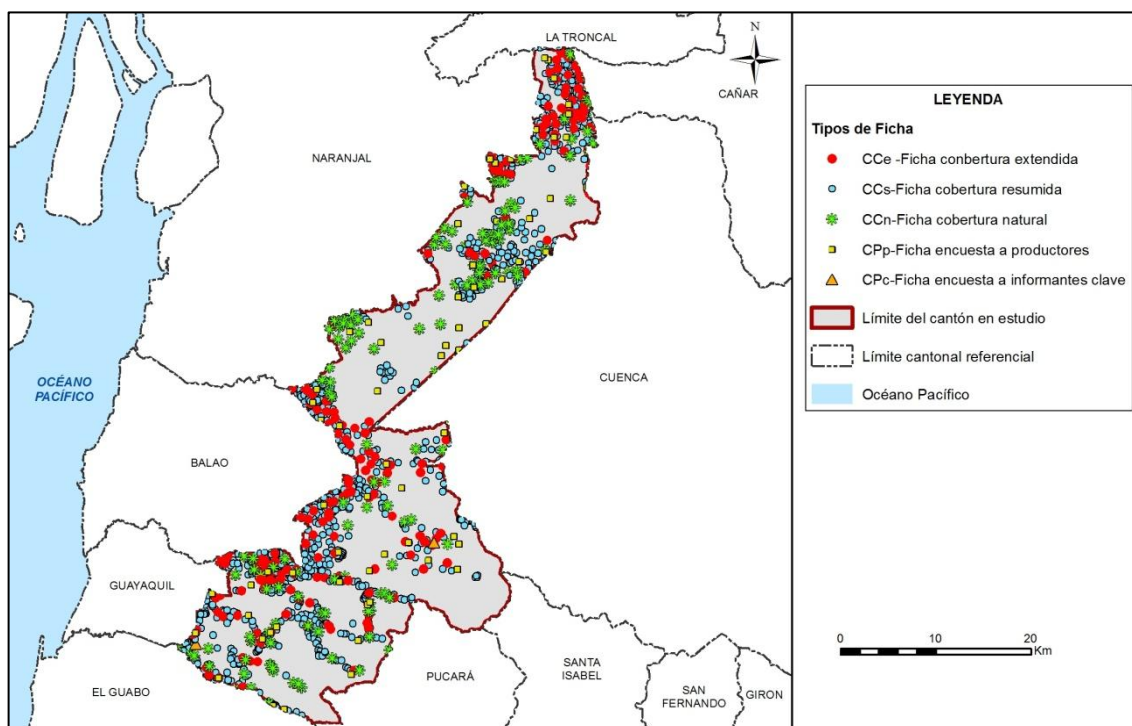 LA TRONCAL
N
CAÑAR
NARANJAL
OCÉANO
PACÍFICO
CUENCA
BALAO
GUAYAQUIL
EL GUABO
PUCARÁ
SANTA
ISABEL
SAN
FERNANDO
GIRON
LEYENDA
Tipos de Ficha
CCe -Ficha conbertura extendida
CCs-Ficha cobertura resumida
CCn-Ficha cobertura natural
CPp-Ficha encuesta a productores
CPc-Ficha encuesta a informantes clave
Límite del cantón en estudio
Límite cantonal referencial
Océano Pacífico
0 10 20
Km